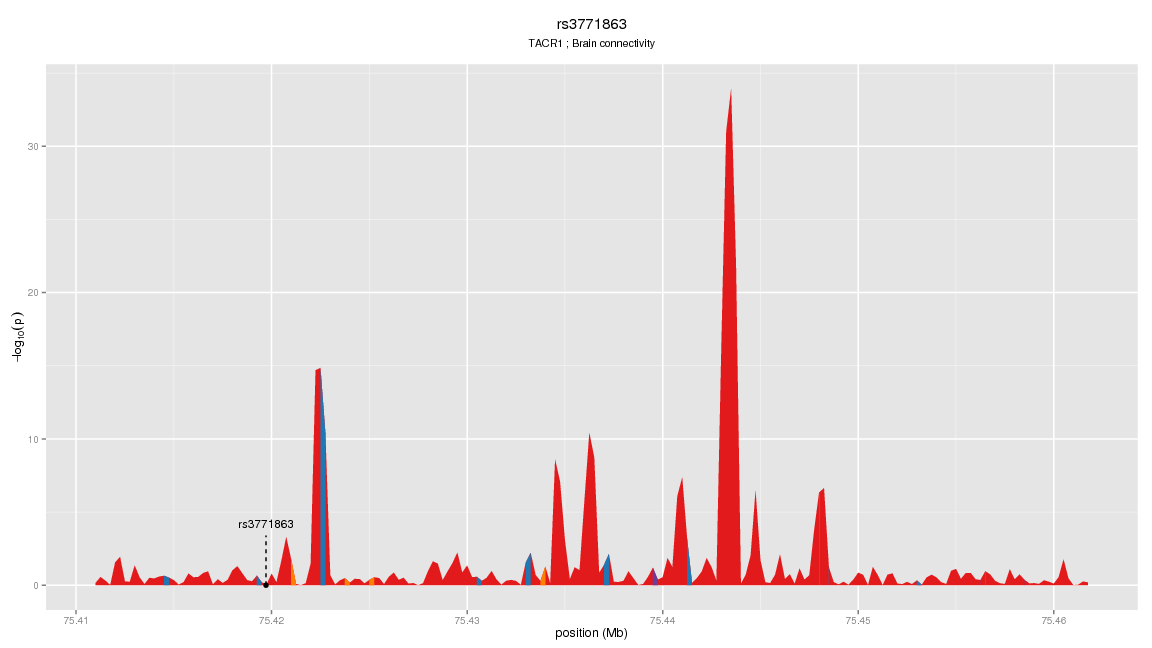 rs3771863
TACR1 ; Brain connectivity
30
20
10
0
−log10(p)
rs3771863
75.41 75.42 75.43 75.44 75.45 75.46
position (Mb)